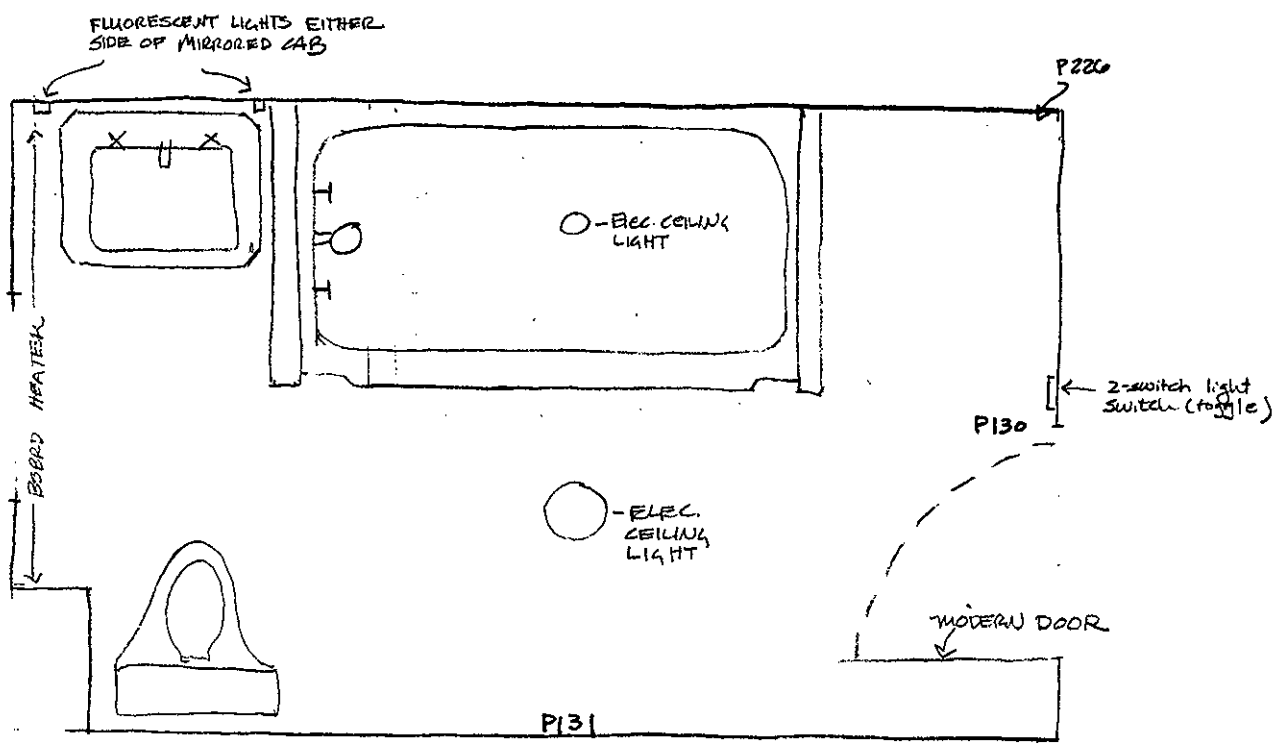 FLUORESCENT LIGHTS EITHER
SIDE OF MIRRORED CAB
P226
ELEC. CEILING
LIGHT
2-switch light
switch (toggle)
P130
BSBRD HEATER
ELEC.
CEILING
LIGHT
MODERN DOOR
P131